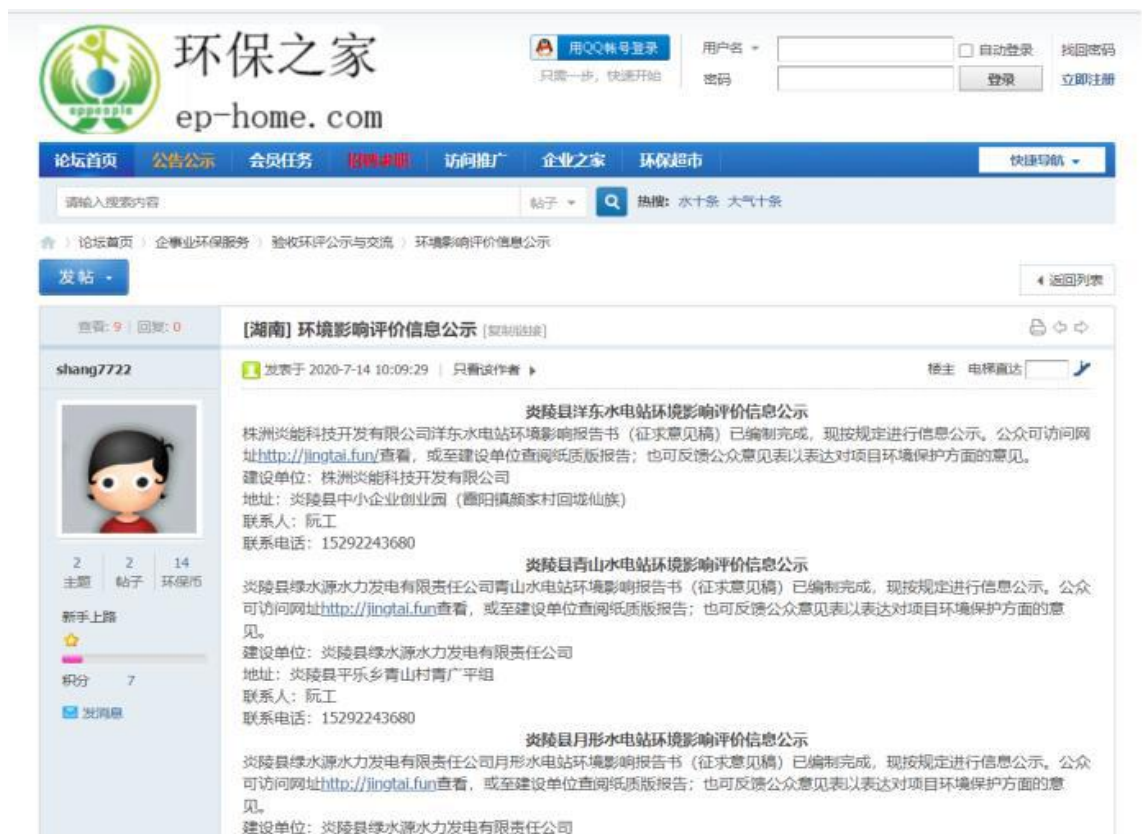 环保之家
ep-home.com
eppeople
用QQ帐号登录
只需一步，快速开始
用户名
自动登录
找回密码
密码
登录
立即注册
论坛首页 公告公示 会员任务 招聘求职 访问推广 企业之家 环保超市
快捷导航
请输入搜索内容
帖子
热搜: 水十条 大气十条
论坛首页 › 企事业环保服务 › 验收环评公示与交流 › 环境影响评价信息公示
发帖
返回列表
查看: 9 | 回复: 0
[湖南] 环境影响评价信息公示 [复制链接]
shang7722
发表于 2020-7-14 10:09:29 | 只看该作者
楼主 电梯直达
炎陵县洋东水电站环境影响评价信息公示
株洲炎能科技开发有限公司洋东水电站环境影响报告书（征求意见稿）已编制完成，现按规定进行信息公示。公众可访问网
址http://jingtai.fun/查看，或至建设单位查阅纸质版报告；也可反馈公众意见表以表达对项目环境保护方面的意见。
建设单位：株洲炎能科技开发有限公司
地址：炎陵县中小企业创业园（霞阳镇颜家村回垅仙族）
联系人：阮工
联系电话：15292243680
炎陵县青山水电站环境影响评价信息公示
炎陵县绿水源水力发电有限责任公司青山水电站环境影响报告书（征求意见稿）已编制完成，现按规定进行信息公示。公众
可访问网址http://jingtai.fun查看，或至建设单位查阅纸质版报告；也可反馈公众意见表以表达对项目环境保护方面的意
见。
建设单位：炎陵县绿水源水力发电有限责任公司
地址：炎陵县平乐乡青山村青广平组
联系人：阮工
联系电话：15292243680
炎陵县月形水电站环境影响评价信息公示
炎陵县绿水源水力发电有限责任公司月形水电站环境影响报告书（征求意见稿）已编制完成，现按规定进行信息公示。公众
可访问网址http://jingtai.fun查看，或至建设单位查阅纸质版报告；也可反馈公众意见表以表达对项目环境保护方面的意
见。
建设单位：炎陵县绿水源水力发电有限责任公司
2 2 14
主题 帖子 环保币
新手上路
积分 7
发消息